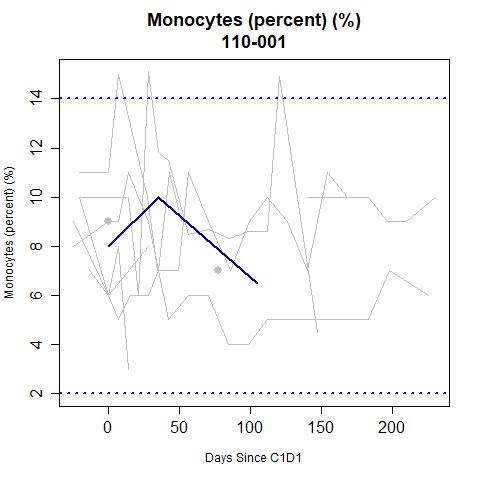 Monocytes (percent) (%)
110-001
Monocytes (percent) (%)
14
12
10
8
6
4
2
0 50 100 150 200
Days Since C1D1